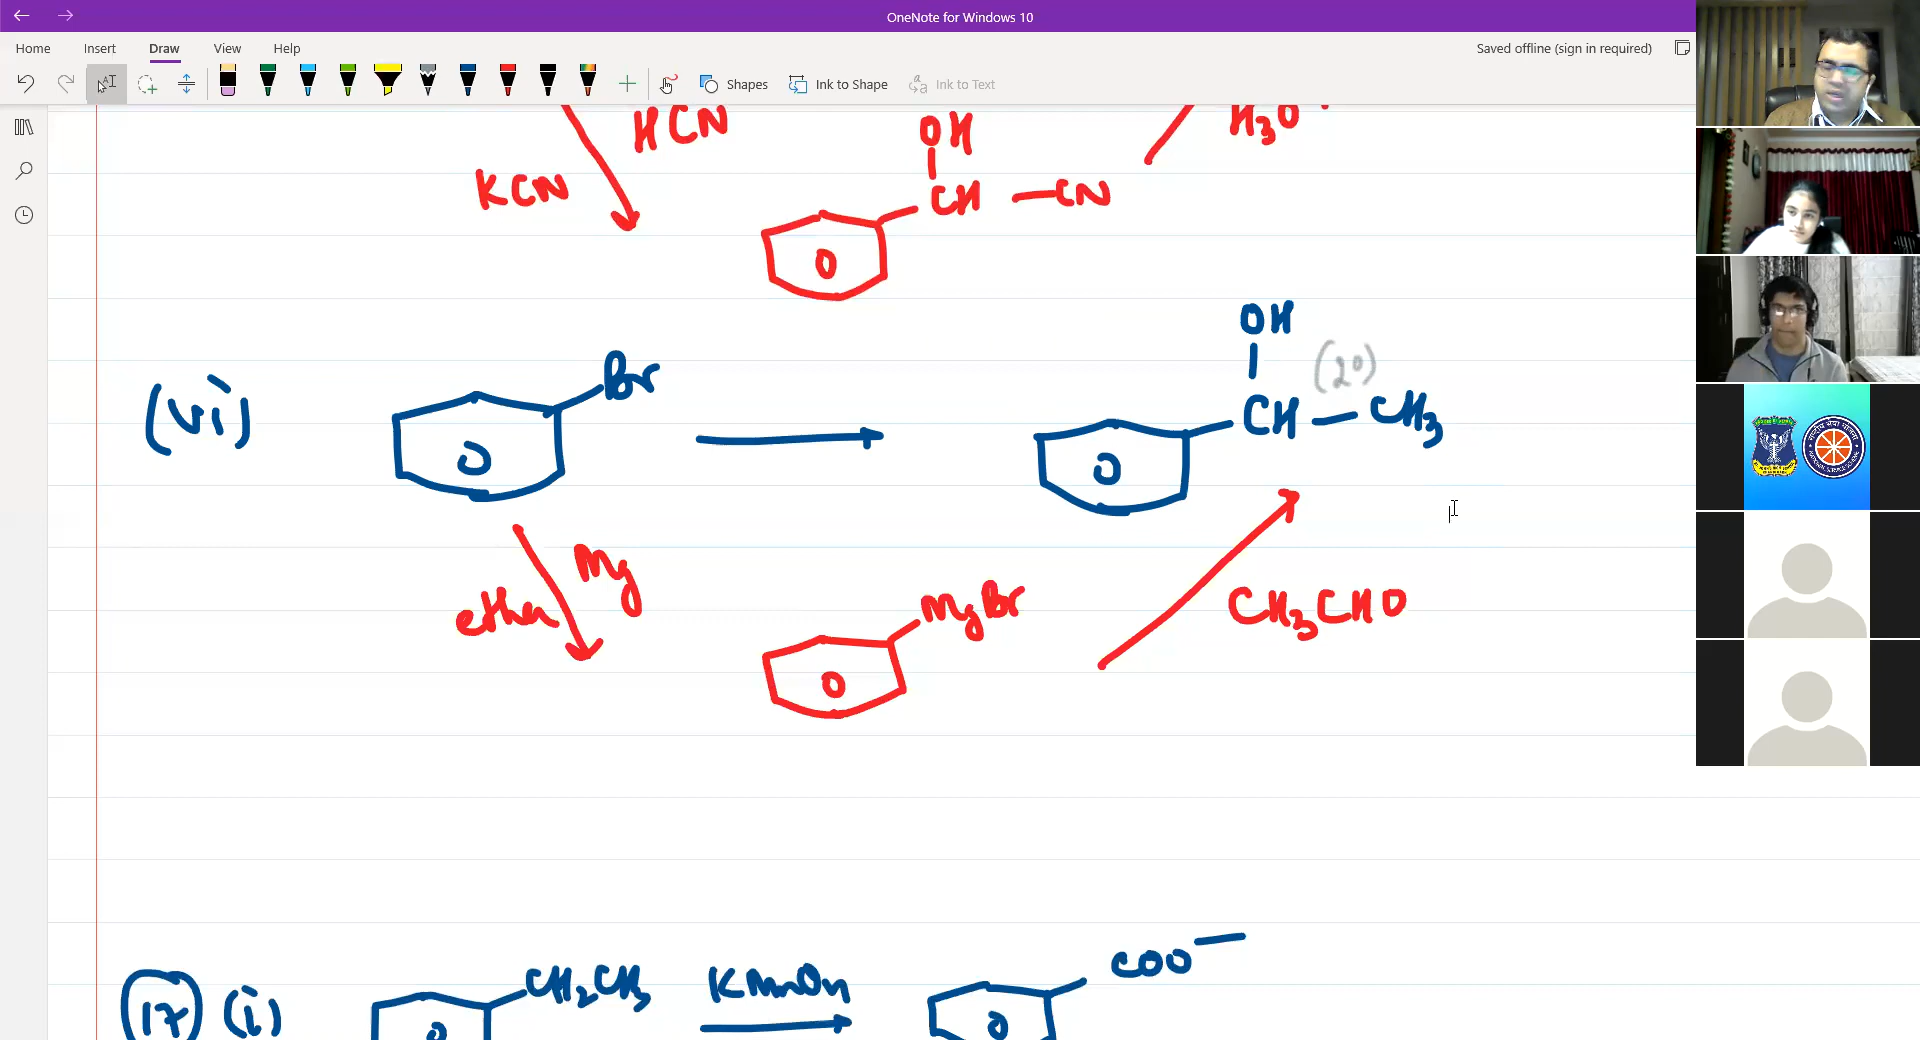 OneNote for Windows 10
Home Insert Draw View Help
Saved offline (sign in required)
Shapes Ink to Shape Ink to Text
HCN
KCN
OH
CH —CN
H3O
(vi)
Br
OH
CH — CH3
(2°)
ether Mg
MgBr
CH3CHO
17 (i)
CH2CH3
KMnO4
COO⁻